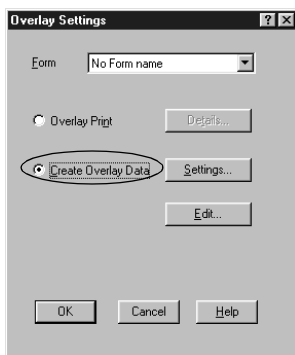 Overlay Settings
Form No Form name
Overlay Print Details...
Create Overlay Data Settings...
Edit...
OK Cancel Help